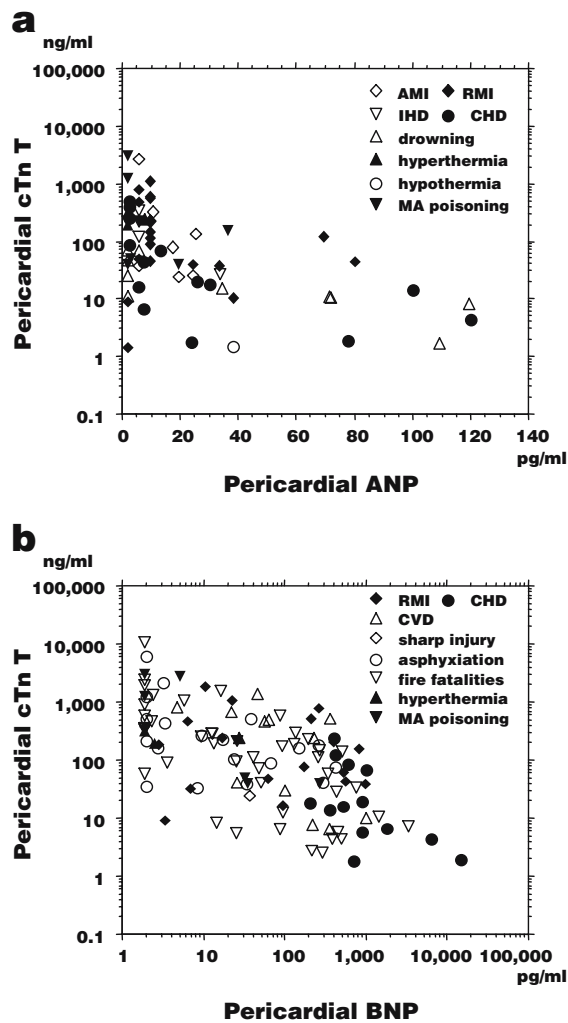 a
ng/ml
100,000
10,000
1,000
100
10
1
0.1
Pericardial cTn T
AMI RMI
IHD CHD
drowning
hyperthermia
hypothermia
MA poisoning
0 20 40 60 80 100 120 140
pg/ml
Pericardial ANP
b
ng/ml
100,000
10,000
1,000
100
10
1
0.1
Pericardial cTn T
RMI CHD
CVD
sharp injury
asphyxiation
fire fatalities
hyperthermia
MA poisoning
1 10 100 1,000 10,000 100,000
pg/ml
Pericardial BNP